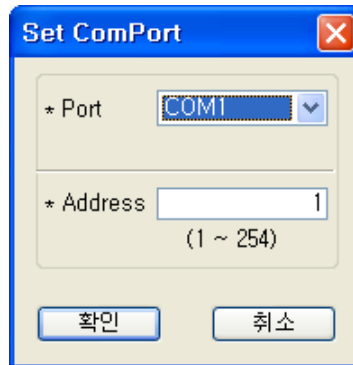 Set ComPort
* Port COM1
* Address 1
(1 ~ 254)
확인 취소